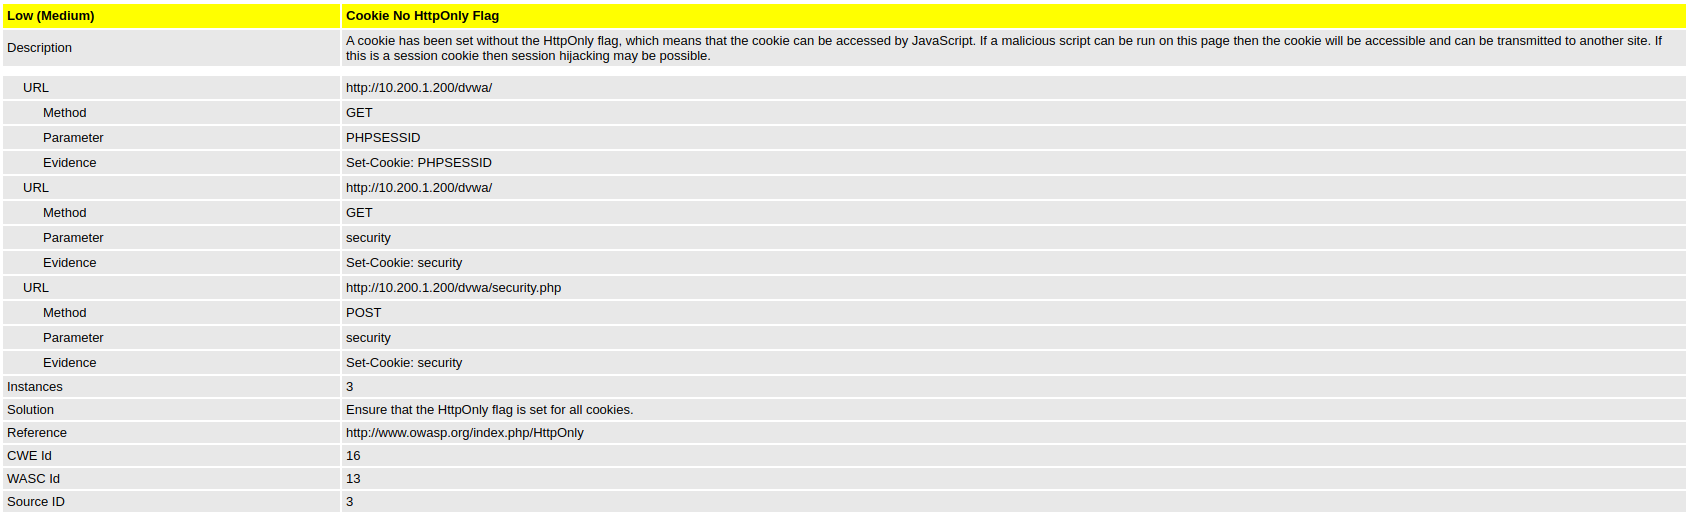 Low (Medium) Cookie No HttpOnly Flag
Description A cookie has been set without the HttpOnly flag, which means that the cookie can be accessed by JavaScript. If a malicious script can be run on this page then the cookie will be accessible and can be transmitted to another site. If
this is a session cookie then session hijacking may be possible.
URL http://10.200.1.200/dvwa/
Method GET
Parameter PHPSESSID
Evidence Set-Cookie: PHPSESSID
URL http://10.200.1.200/dvwa/
Method GET
Parameter security
Evidence Set-Cookie: security
URL http://10.200.1.200/dvwa/security.php
Method POST
Parameter security
Evidence Set-Cookie: security
Instances 3
Solution Ensure that the HttpOnly flag is set for all cookies.
Reference http://www.owasp.org/index.php/HttpOnly
CWE Id 16
WASC Id 13
Source ID 3